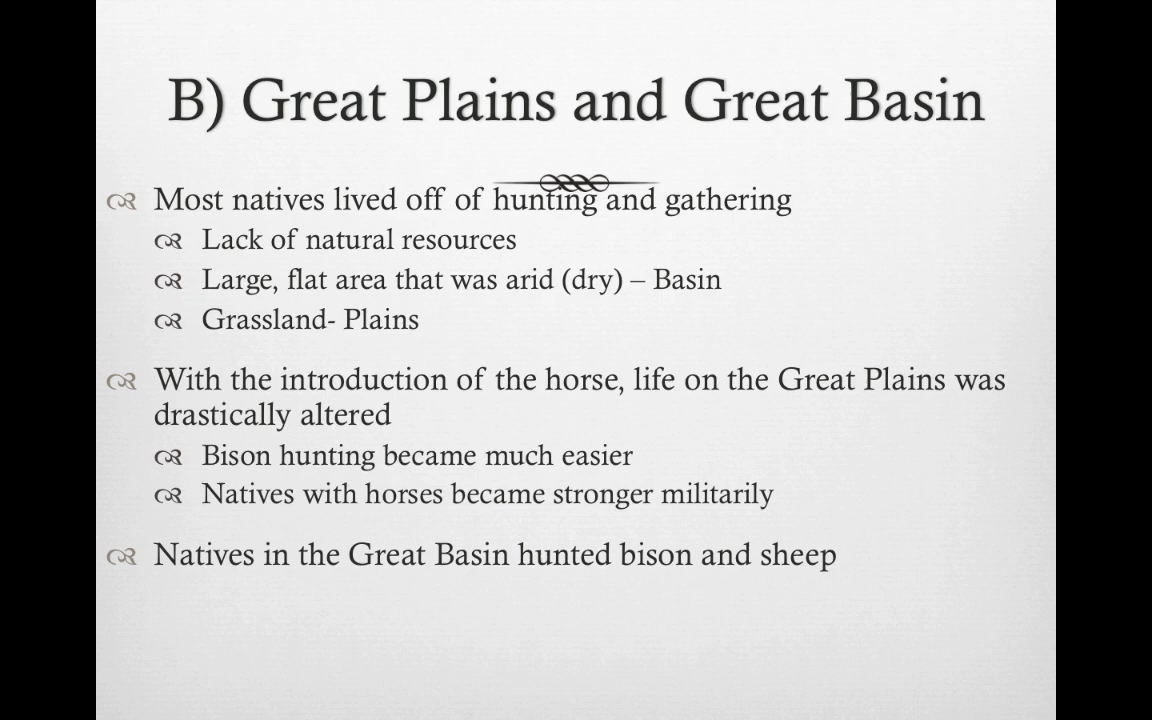 B) Great Plains and Great Basin
Most natives lived off of hunting and gathering
Lack of natural resources
Large, flat area that was arid (dry) – Basin
Grassland- Plains
With the introduction of the horse, life on the Great Plains was
drastically altered
Bison hunting became much easier
Natives with horses became stronger militarily
Natives in the Great Basin hunted bison and sheep